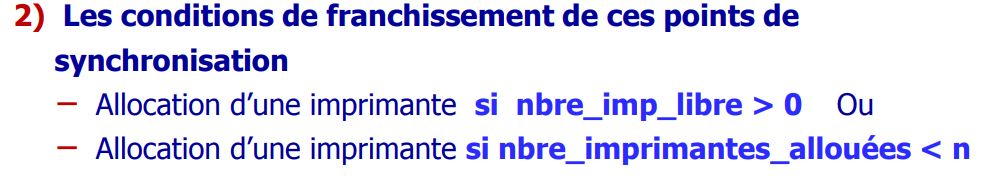 2) Les conditions de franchissement de ces points de
synchronisation
– Allocation d'une imprimante si nbre_imp_libre > 0 Ou
– Allocation d'une imprimante si nbre_imprimantes_allouées < n